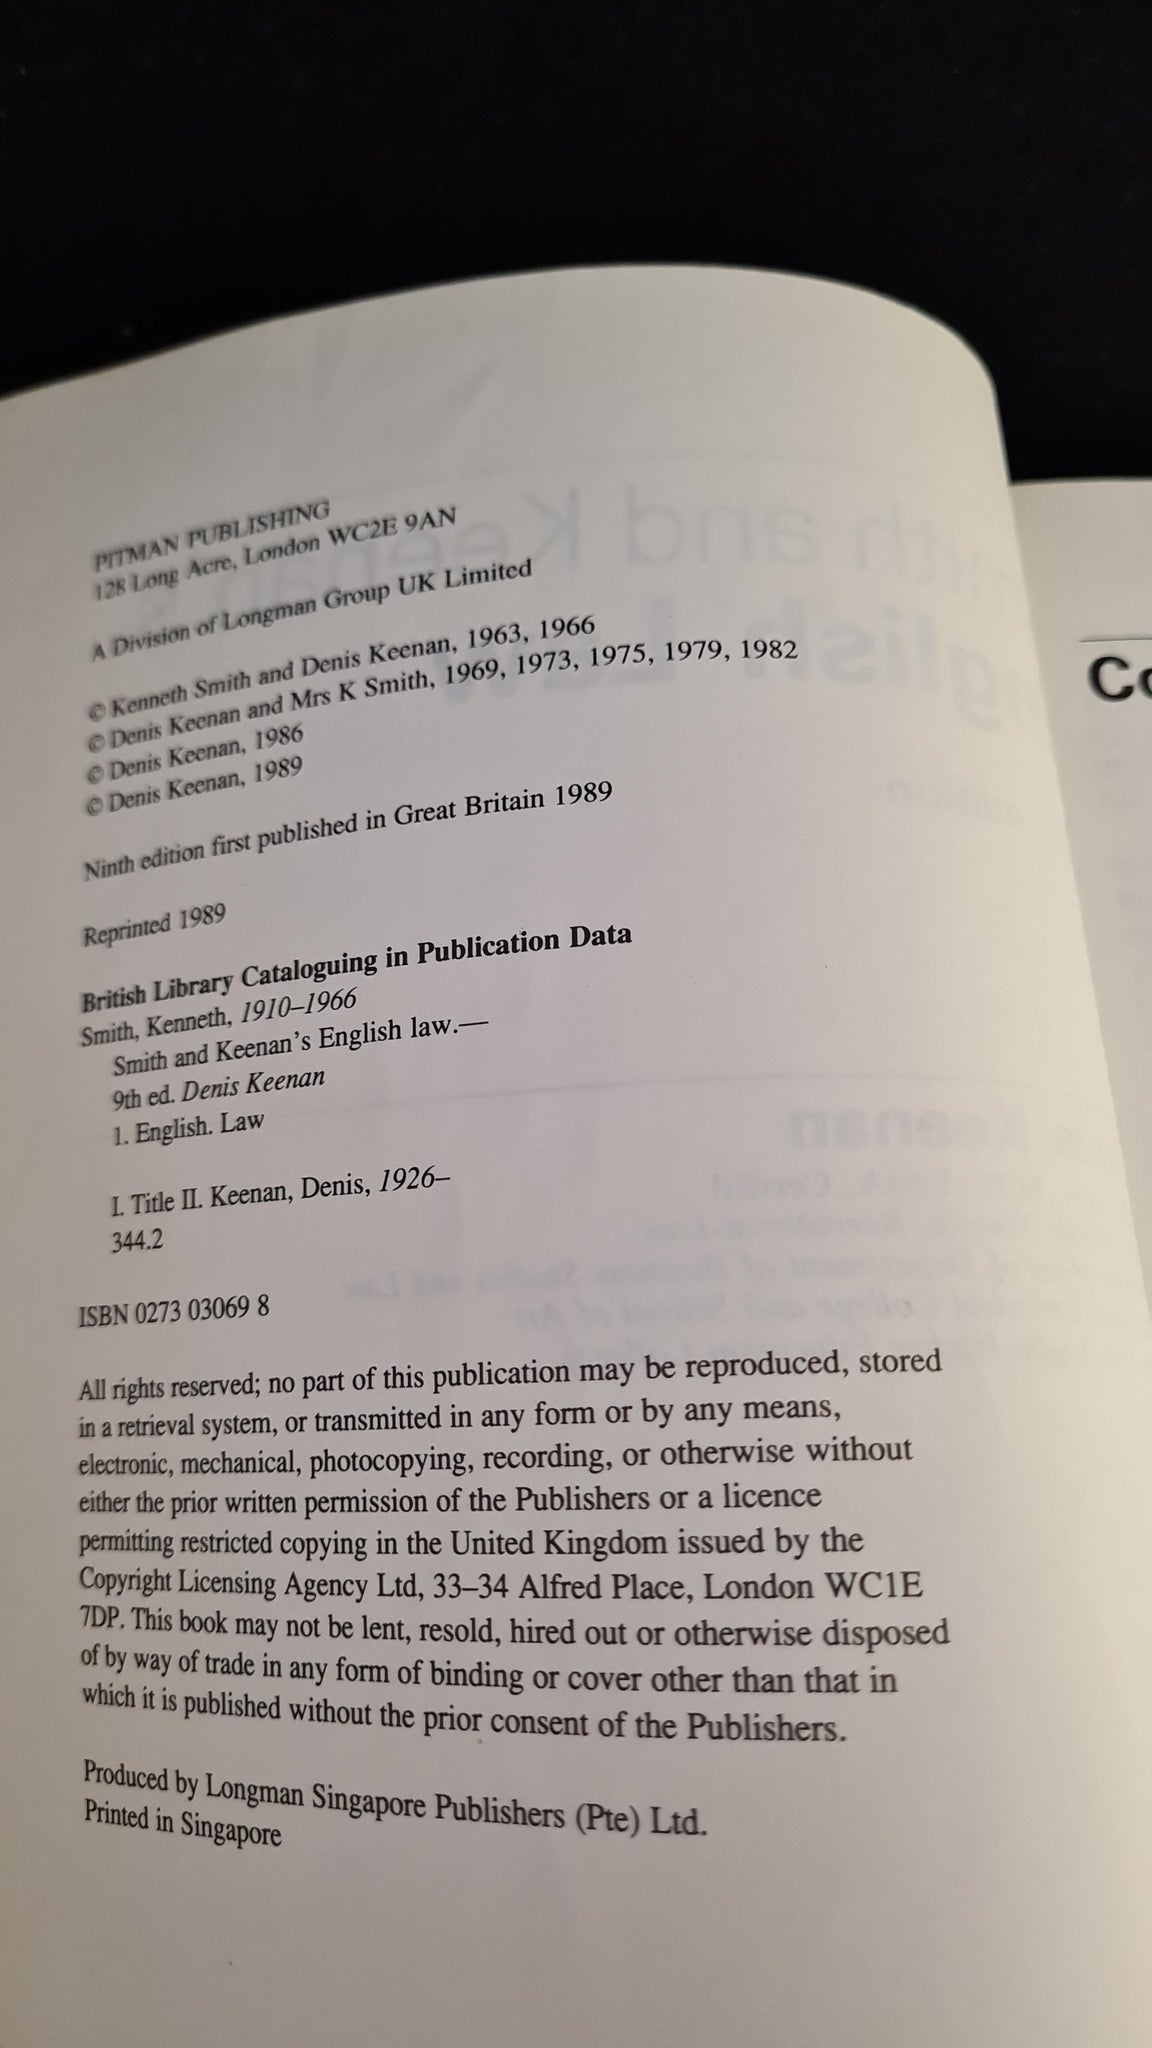 PITMAN PUBLISHING
128 Long Acre, London WC2E 9AN
A Division of Longman Group UK Limited
© Kenneth Smith and Denis Keenan, 1963, 1966
© Denis Keenan and Mrs K Smith, 1969, 1973, 1975, 1979, 1982
© Denis Keenan, 1986
© Denis Keenan, 1989
Ninth edition first published in Great Britain 1989
Reprinted 1989
British Library Cataloguing in Publication Data
Smith, Kenneth, 1910–1966
Smith and Keenan's English law.—
9th ed. Denis Keenan
1. English. Law
I. Title II. Keenan, Denis, 1926–
344.2
ISBN 0273 03069 8
All rights reserved; no part of this publication may be reproduced, stored
in a retrieval system, or transmitted in any form or by any means,
electronic, mechanical, photocopying, recording, or otherwise without
either the prior written permission of the Publishers or a licence
permitting restricted copying in the United Kingdom issued by the
Copyright Licensing Agency Ltd, 33–34 Alfred Place, London WC1E
7DP. This book may not be lent, resold, hired out or otherwise disposed
of by way of trade in any form of binding or cover other than that in
which it is published without the prior consent of the Publishers.
Produced by Longman Singapore Publishers (Pte) Ltd.
Printed in Singapore